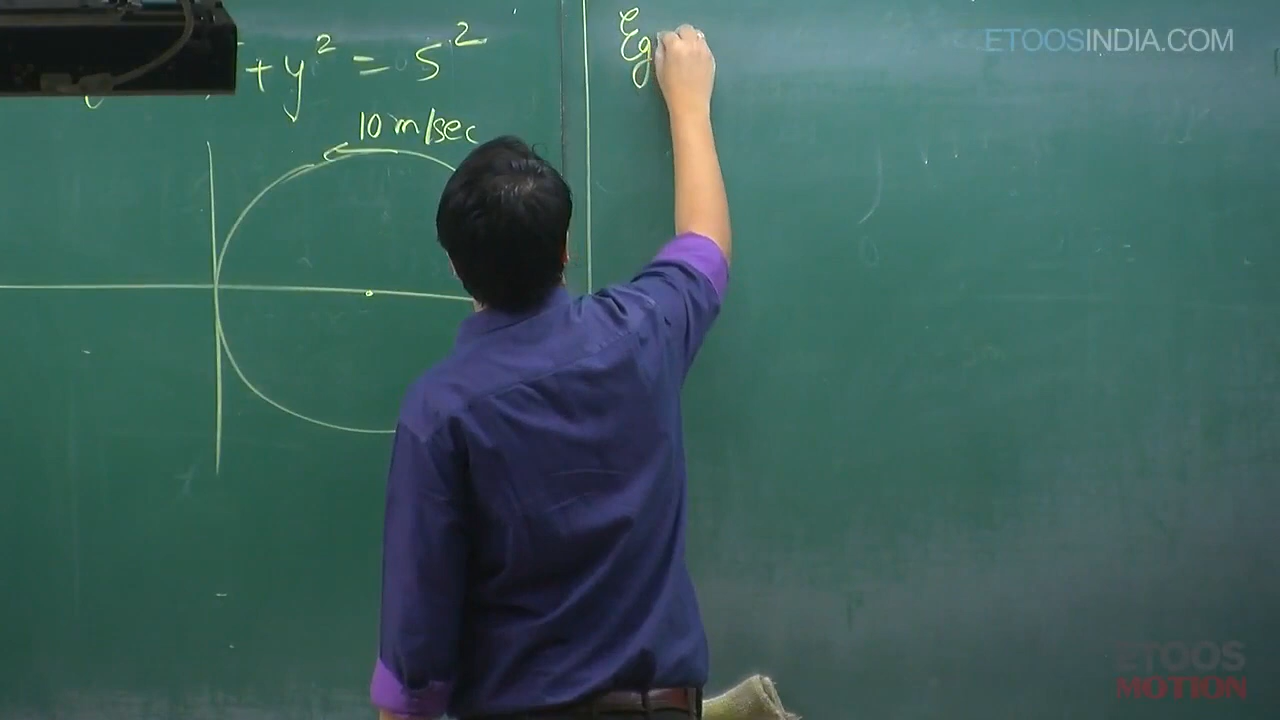 + y² = 5²
10 m/sec
Eg
ETOOSINDIA.COM
ETOOS
MOTION